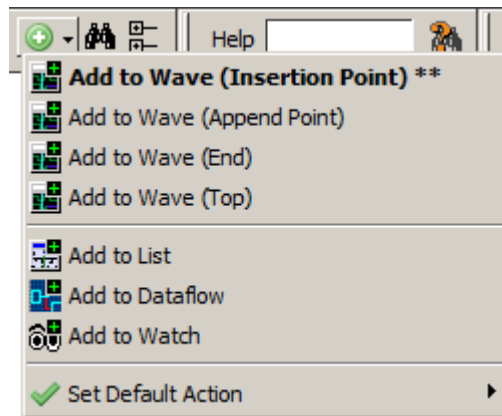 Help
Add to Wave (Insertion Point) **
Add to Wave (Append Point)
Add to Wave (End)
Add to Wave (Top)
Add to List
Add to Dataflow
Add to Watch
Set Default Action